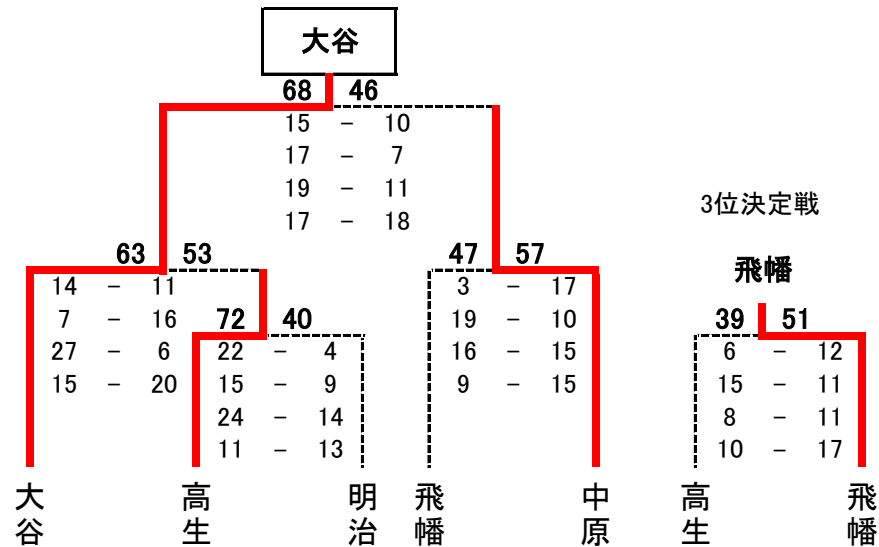 大谷
68 46
15 − 10
17 − 7
19 − 11
17 − 18
3位決定戦
飛幡
63 53
14 − 11
7 − 16
27 − 6
15 − 20
72 40
22 − 4
15 − 9
24 − 14
11 − 13
47 57
3 − 17
19 − 10
16 − 15
9 − 15
39 51
6 − 12
15 − 11
8 − 11
10 − 17
大谷
高生
明治
飛幡
中原
高生
飛幡